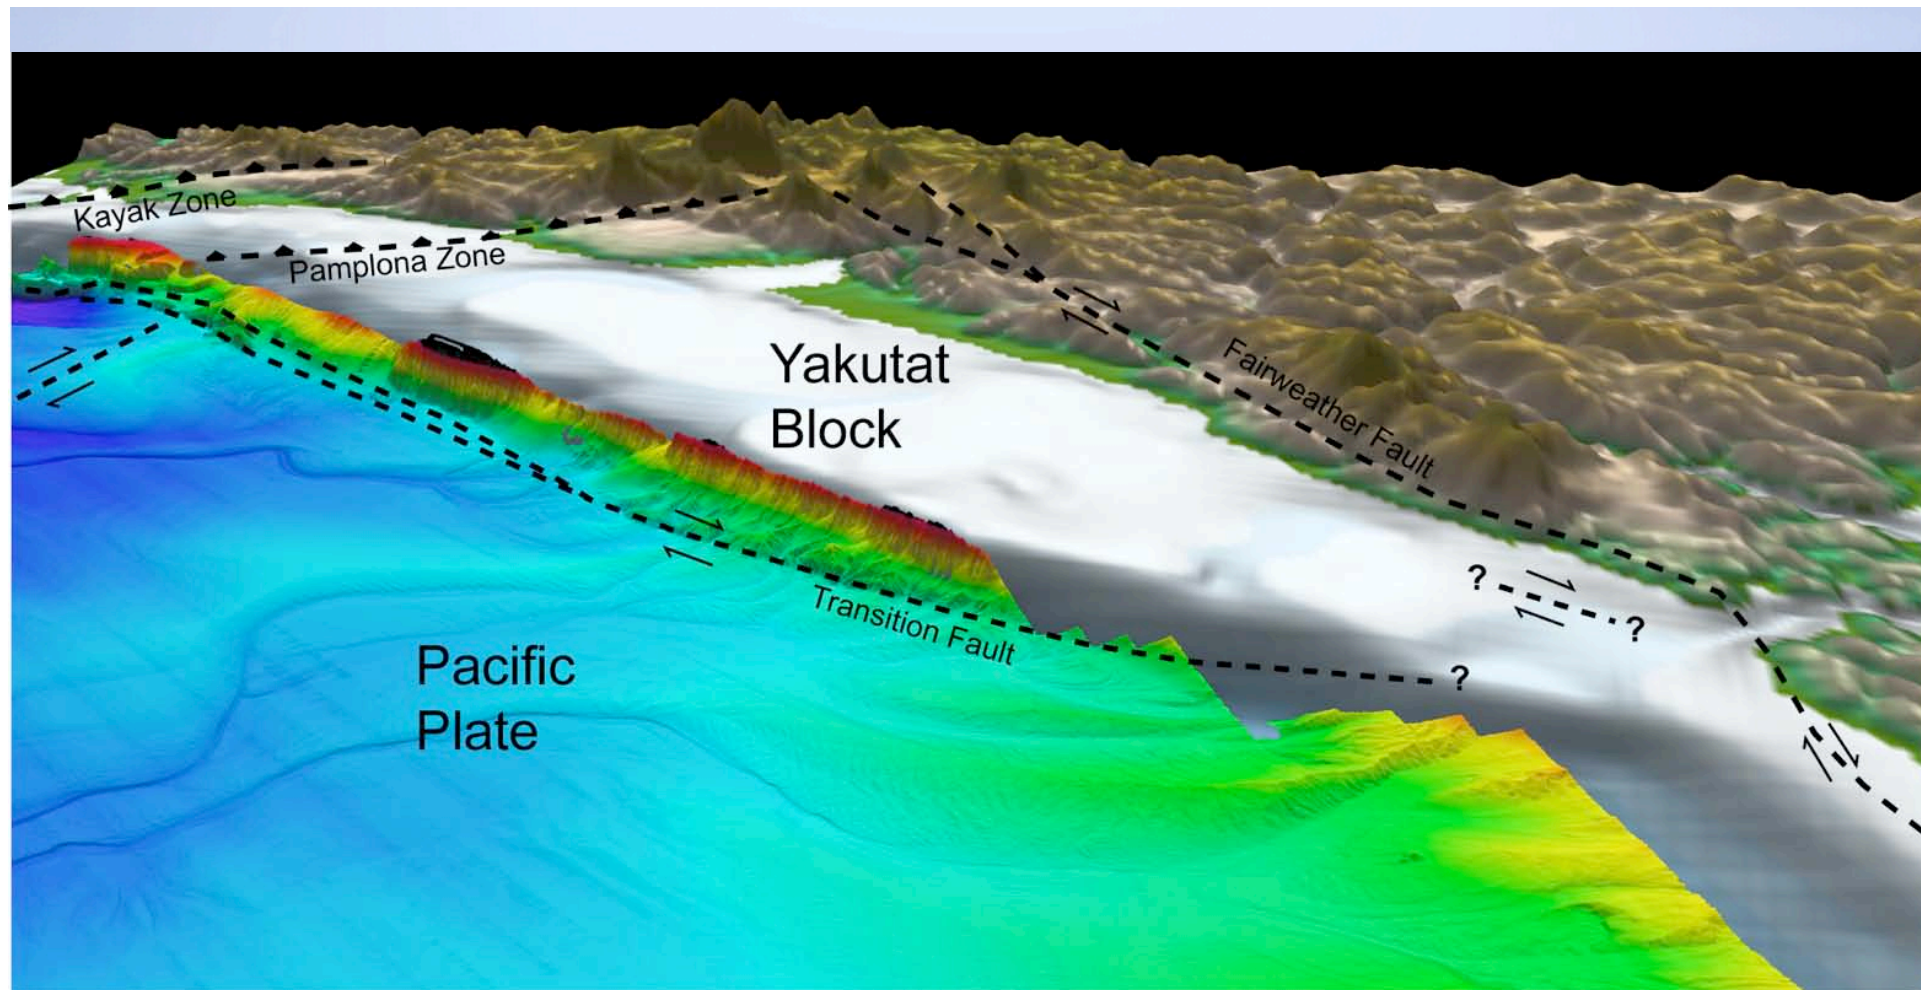 Kayak Zone
Pamplona Zone
Yakutat
Block
Fairweather Fault
?
?
Transition Fault
?
Pacific
Plate